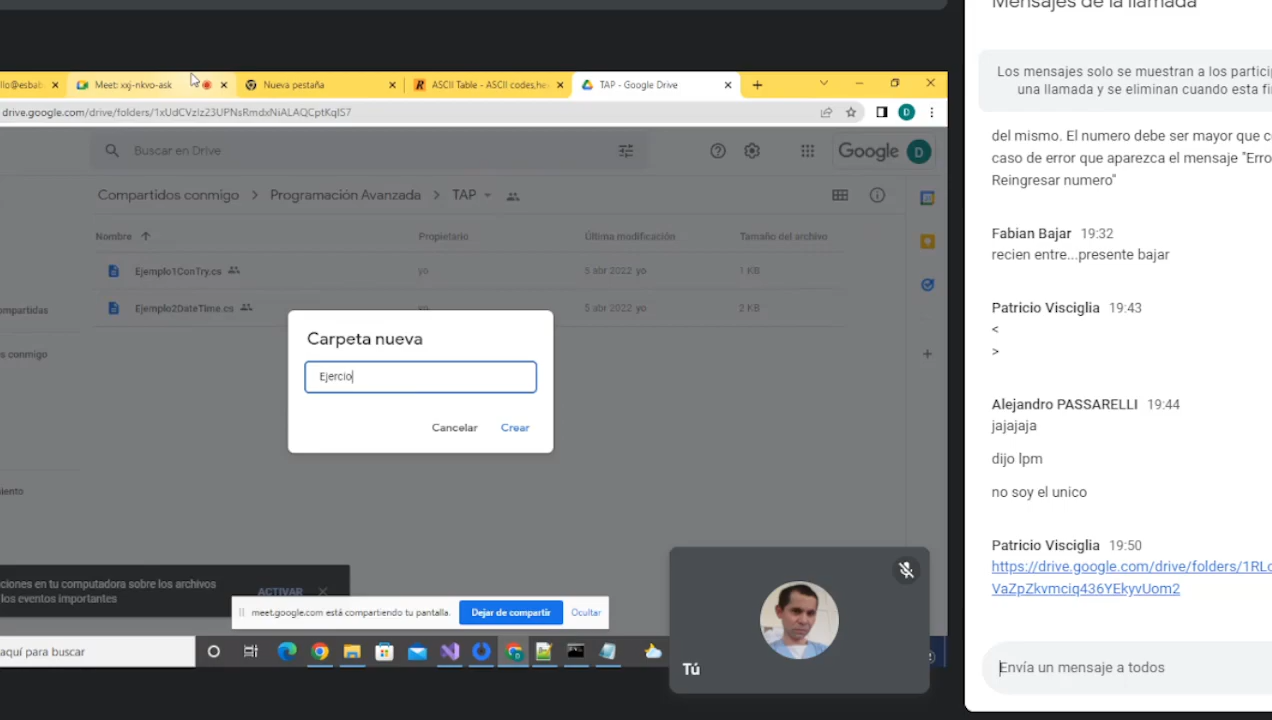 Mensajes de la llamada
Meet: xxj-nkvo-ask
Nueva pestaña
ASCII Table - ASCII codes,he
TAP - Google Drive
drive.google.com/drive/folders/
Buscar en Drive
Google
D
Compartidos conmigo > Programación Avanzada > TAP
Nombre
Propietario
Última modificación
Tamaño del archivo
Ejemplo1ConTry.cs
yo
5 abr 2022 yo
1 KB
Ejemplo2DateTime.cs
yo
5 abr 2022 yo
2 KB
ompartidas
s conmigo
iento
Carpeta nueva
Ejercio
Cancelar
Crear
ciones en tu computadora sobre los archivos
los eventos importantes
ACTIVAR
meet.google.com está compartiendo tu pantalla.
Dejar de compartir
Ocultar
aquí para buscar
Tú
Los mensajes solo se muestran a los partici
una llamada y se eliminan cuando esta fi
del mismo. El numero debe ser mayor que c
caso de error que aparezca el mensaje "Erro
Reingresar numero"
Fabian Bajar 19:32
recien entre...presente bajar
Patricio Visciglia 19:43
<
>
Alejandro PASSARELLI 19:44
jajajaja
dijo lpm
no soy el unico
Patricio Visciglia 19:50
https://drive.google.com/drive/folders/1RLc
VaZpZkvmciq436YEkyvUom2
Envía un mensaje a todos